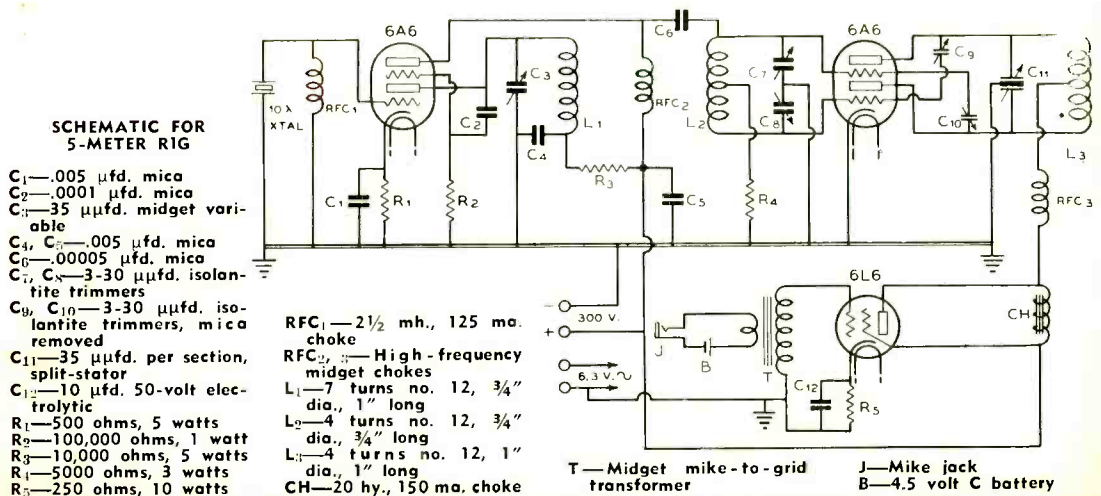 6A6
C6
6A6
C9
10 λ
XTAL
RFC1
C2
C3
C4
L1
RFC2
L2
C7
C8
C10
C11
L3
C1
R1
R2
R3
C5
R4
RFC3
6L6
−
300 V.
+
6.3 V. ∿
J
B
T
C12
R5
CH
SCHEMATIC FOR
5-METER RIG
C1—.005 µfd. mica
C2—.0001 µfd. mica
C3—35 µµfd. midget vari-
able
C4, C5—.005 mfd. mica
C6—.00005 µfd. mica
C7, C8—3-30 µµfd. isolan-
tite trimmers
C9, C10—3-30 µµfd. iso-
lantite trimmers, mica
removed
C11—35 µµfd. per section,
split-stator
C12—10 µfd. 50-volt elec-
trolytic
R1—500 ohms, 5 watts
R2—100,000 ohms, 1 watt
R3—10,000 ohms, 5 watts
R4—5000 ohms, 3 watts
R5—250 ohms, 10 watts
RFC1—2½ mh., 125 ma.
choke
RFC2, 3—High-frequency
midget chokes
L1—7 turns no. 12, ¾"
dia., 1" long
L2—4 turns no. 12, ¾"
dia., ¾" long
L3—4 turns no. 12, 1"
dia., 1" long
CH—20 hy., 150 ma. choke
T—Midget mike-to-grid
transformer
J—Mike jack
B—4.5 volt C battery